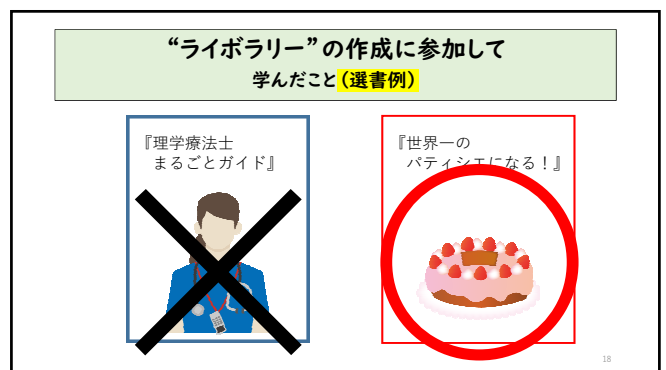 “ライボラリー”の作成に参加して
学んだこと(選書例)
『理学療法士
まるごとガイド』
『世界一の
パティシエになる！』
18